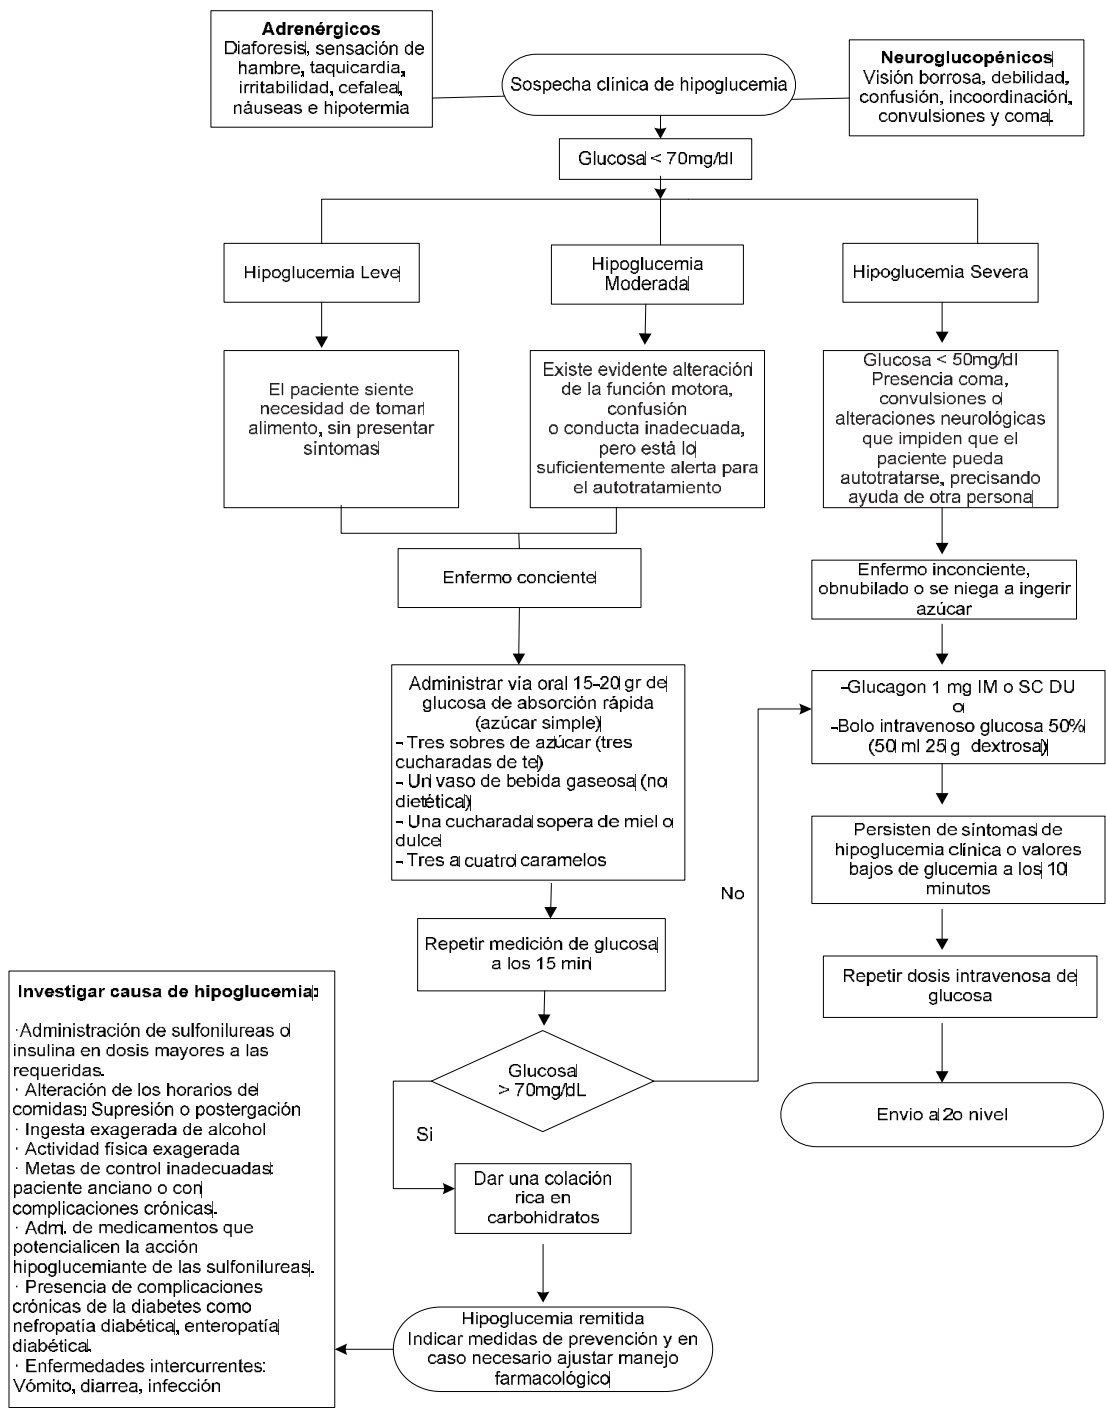 Adrenérgicos
Diaforesis, sensación de
hambre, taquicardia,
irritabilidad, cefalea,
náuseas e hipotermia
Sospecha clínica de hipoglucemia
Neuroglucopénicos
Visión borrosa, debilidad,
confusión, incoordinación,
convulsiones y coma.
Glucosa < 70mg/dl
Hipoglucemia Leve
Hipoglucemia
Moderada
Hipoglucemia Severa
El paciente siente
necesidad de tomar
alimento, sin presentar
síntomas
Existe evidente alteración
de la función motora,
confusión
o conducta inadecuada,
pero está lo
suficientemente alerta para
el autotratamiento
Glucosa < 50mg/dl
Presencia coma,
convulsiones o
alteraciones neurológicas
que impiden que el
paciente pueda
autotratarse, precisando
ayuda de otra persona
Enfermo conciente
Enfermo inconciente,
obnubilado o se niega a ingerir
azúcar
Administrar vía oral 15-20 gr de
glucosa de absorción rápida
(azúcar simple)
- Tres sobres de azúcar (tres
cucharadas de te)
- Un vaso de bebida gaseosa (no
dietética)
- Una cucharada sopera de miel o
dulce
- Tres a cuatro caramelos
-Glucagon 1 mg IM o SC DU
o
-Bolo intravenoso glucosa 50%
(50 ml 25 g dextrosa)
Persisten de síntomas de
hipoglucemia clínica o valores
bajos de glucemia a los 10
minutos
No
Repetir medición de glucosa
a los 15 min
Repetir dosis intravenosa de
glucosa
Glucosa
> 70mg/dL
Si
Envio a 2o nivel
Dar una colación
rica en
carbohidratos
Hipoglucemia remitida
Indicar medidas de prevención y en
caso necesario ajustar manejo
farmacológico
Investigar causa de hipoglucemia:
·Administración de sulfonilureas o
insulina en dosis mayores a las
requeridas.
· Alteración de los horarios de
comidas; Supresión o postergación
· Ingesta exagerada de alcohol
· Actividad física exagerada
· Metas de control inadecuadas:
paciente anciano o con
complicaciones crónicas.
· Adm. de medicamentos que
potencialicen la acción
hipoglucemiante de las sulfonilureas.
· Presencia de complicaciones
crónicas de la diabetes como
nefropatía diabética, enteropatía
diabética.
· Enfermedades intercurrentes:
Vómito, diarrea, infección